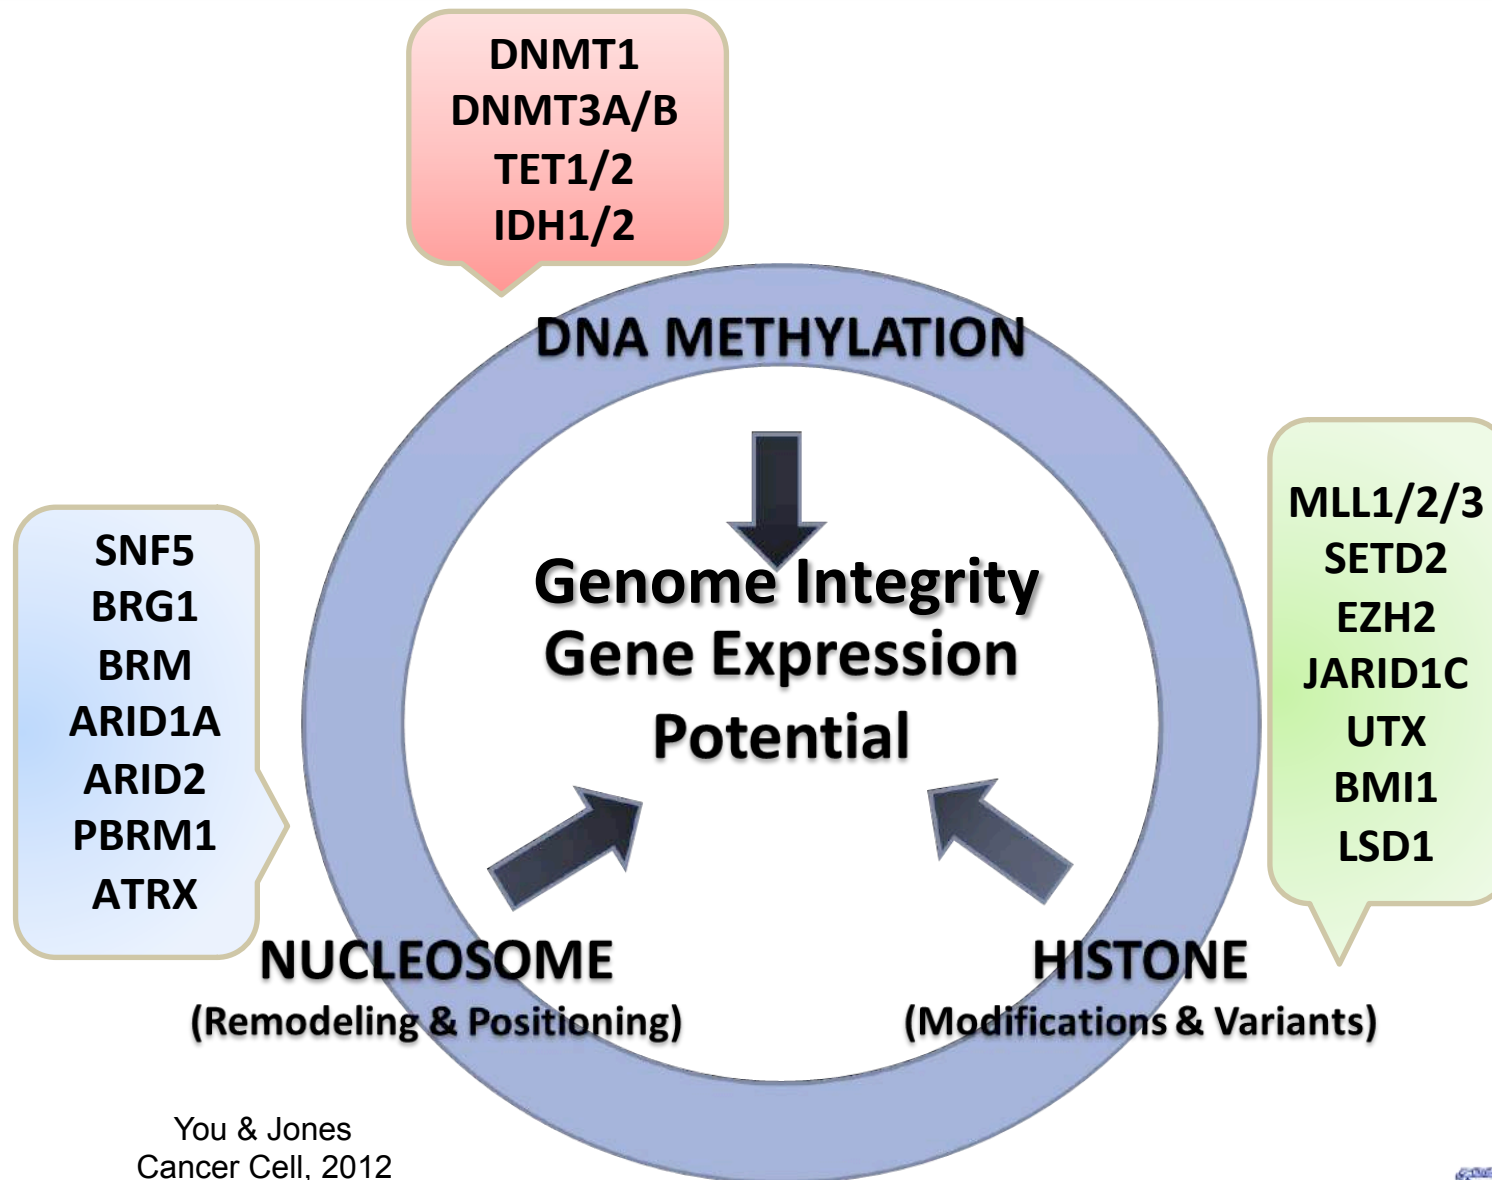 DNMT1
DNMT3A/B
TET1/2
IDH1/2
DNA METHYLATION
MLL1/2/3
SETD2
EZH2
JARID1C
UTX
BMI1
LSD1
SNF5
BRG1
BRM
ARID1A
ARID2
PBRM1
ATRX
Genome Integrity
Gene Expression
Potential
NUCLEOSOME
(Remodeling & Positioning)
HISTONE
(Modifications & Variants)
You & Jones
Cancer Cell, 2012